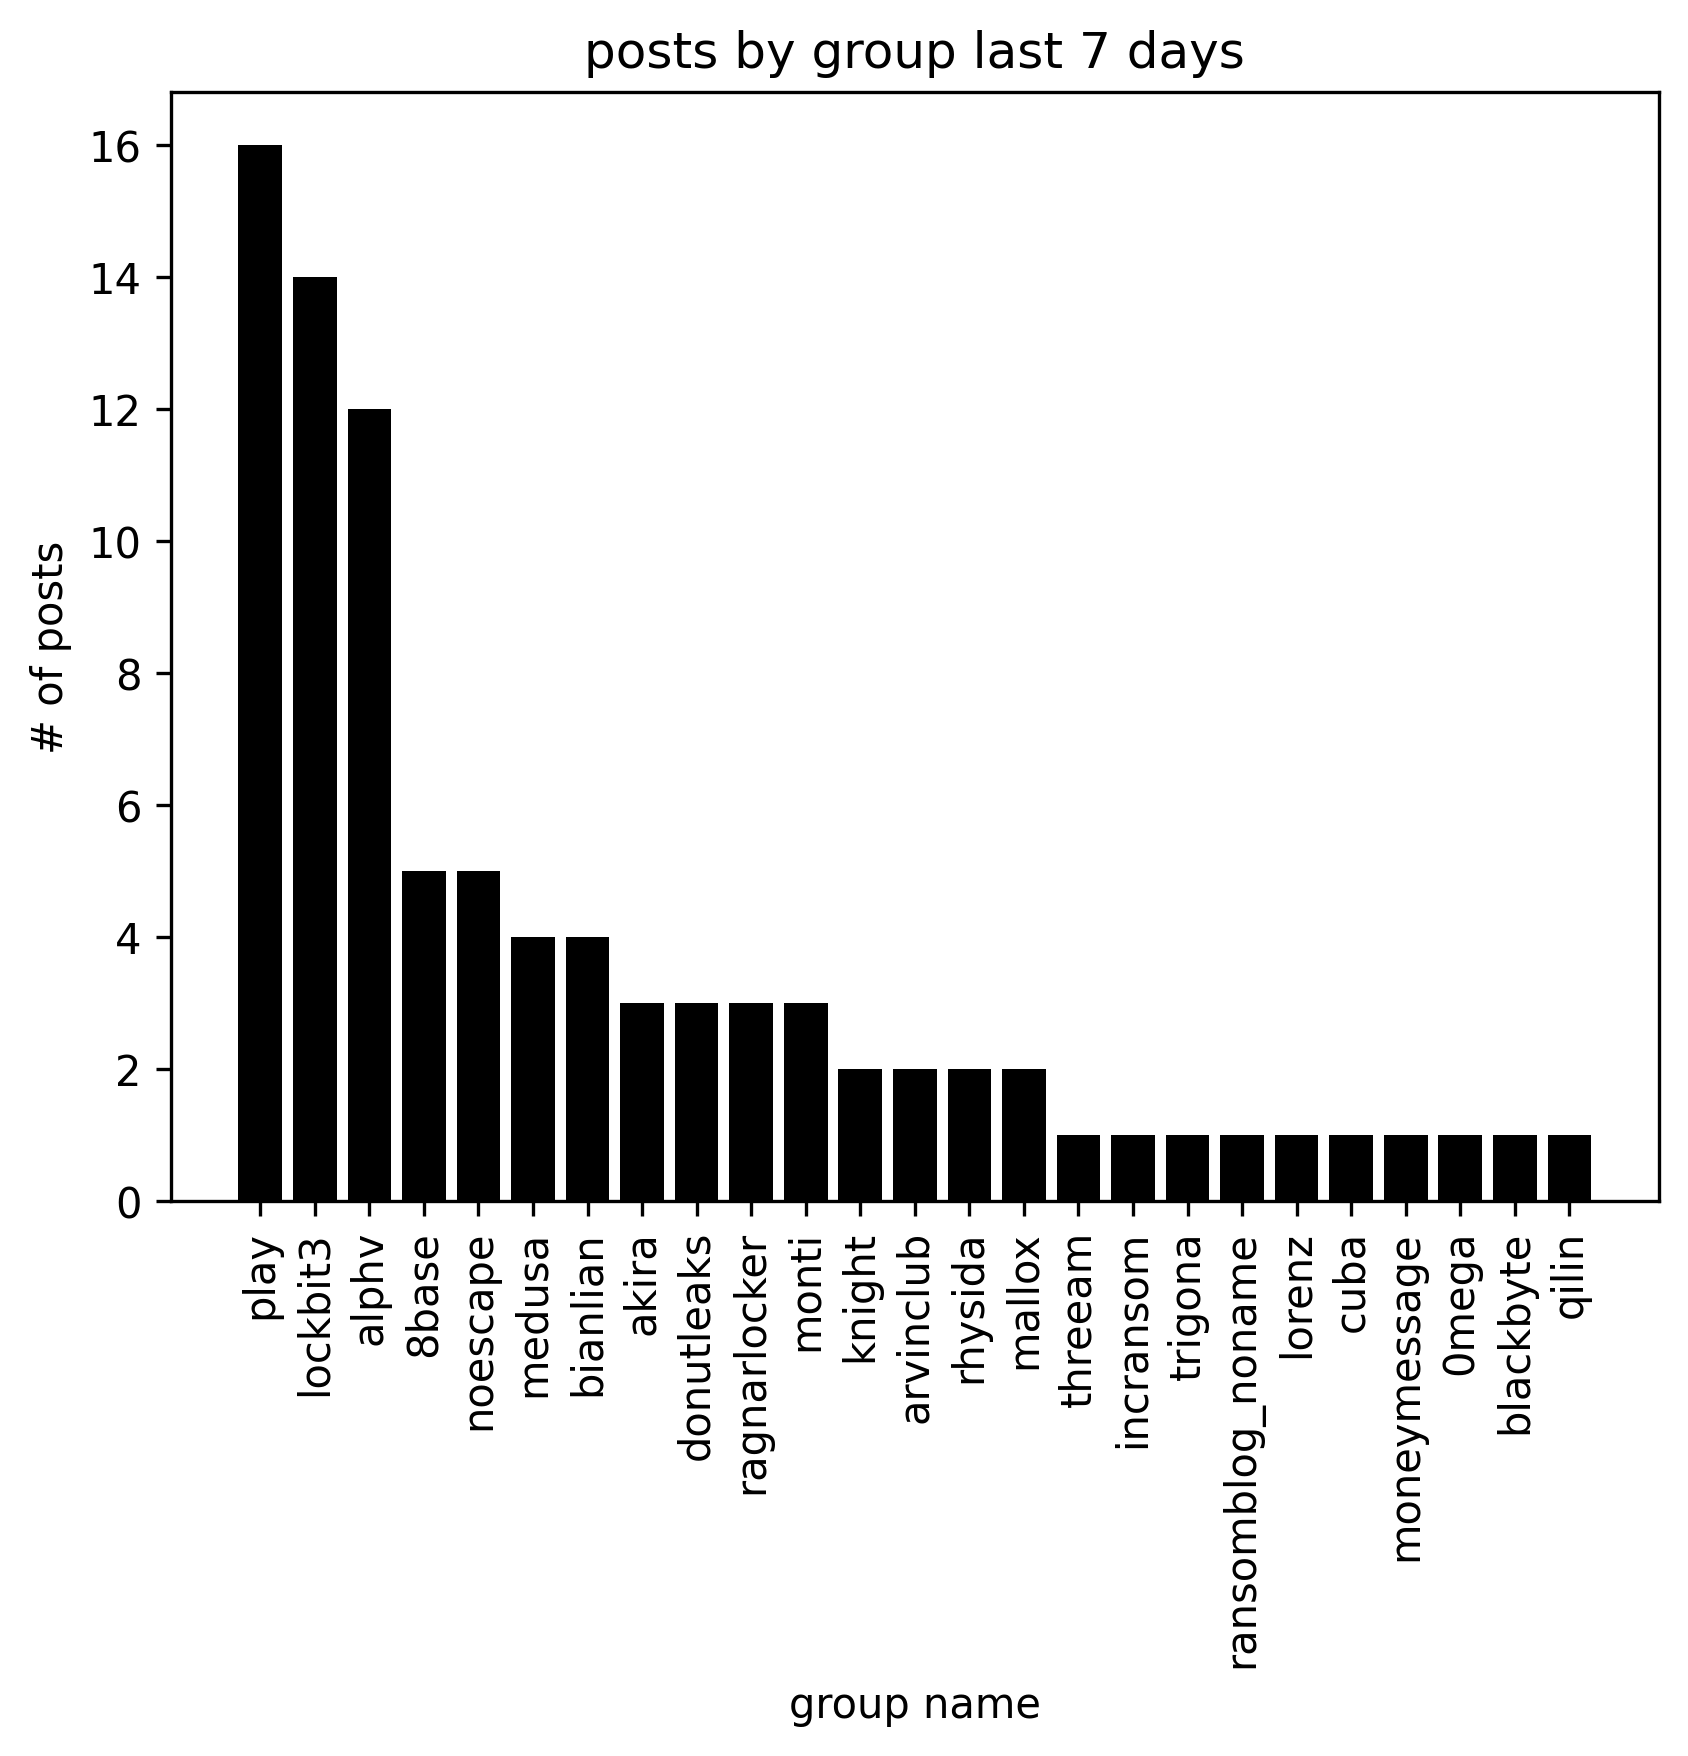 posts by group last 7 days
# of posts
16
14
12
10
8
6
4
2
0
play
lockbit3
alphv
8base
noescape
medusa
bianlian
akira
donutleaks
ragnarlocker
monti
knight
arvinclub
rhysida
mallox
threeam
incransom
trigona
ransomblog_noname
lorenz
cuba
moneymessage
0mega
blackbyte
qilin
group name